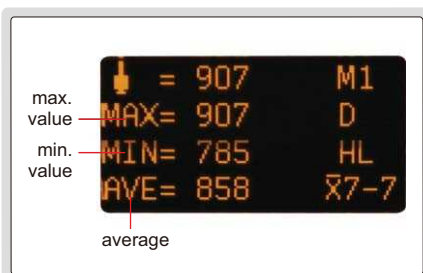 = 907 M1
max. value
MAX= 907 D
min. value
MIN= 785 HL
AVE= 858 X̅7-7
average